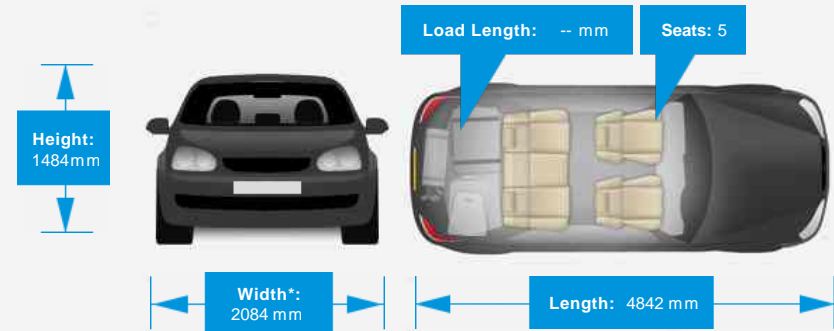 Load Length: -- mm
Seats: 5
Height:
1484mm
Width*:
2084 mm
Length: 4842 mm